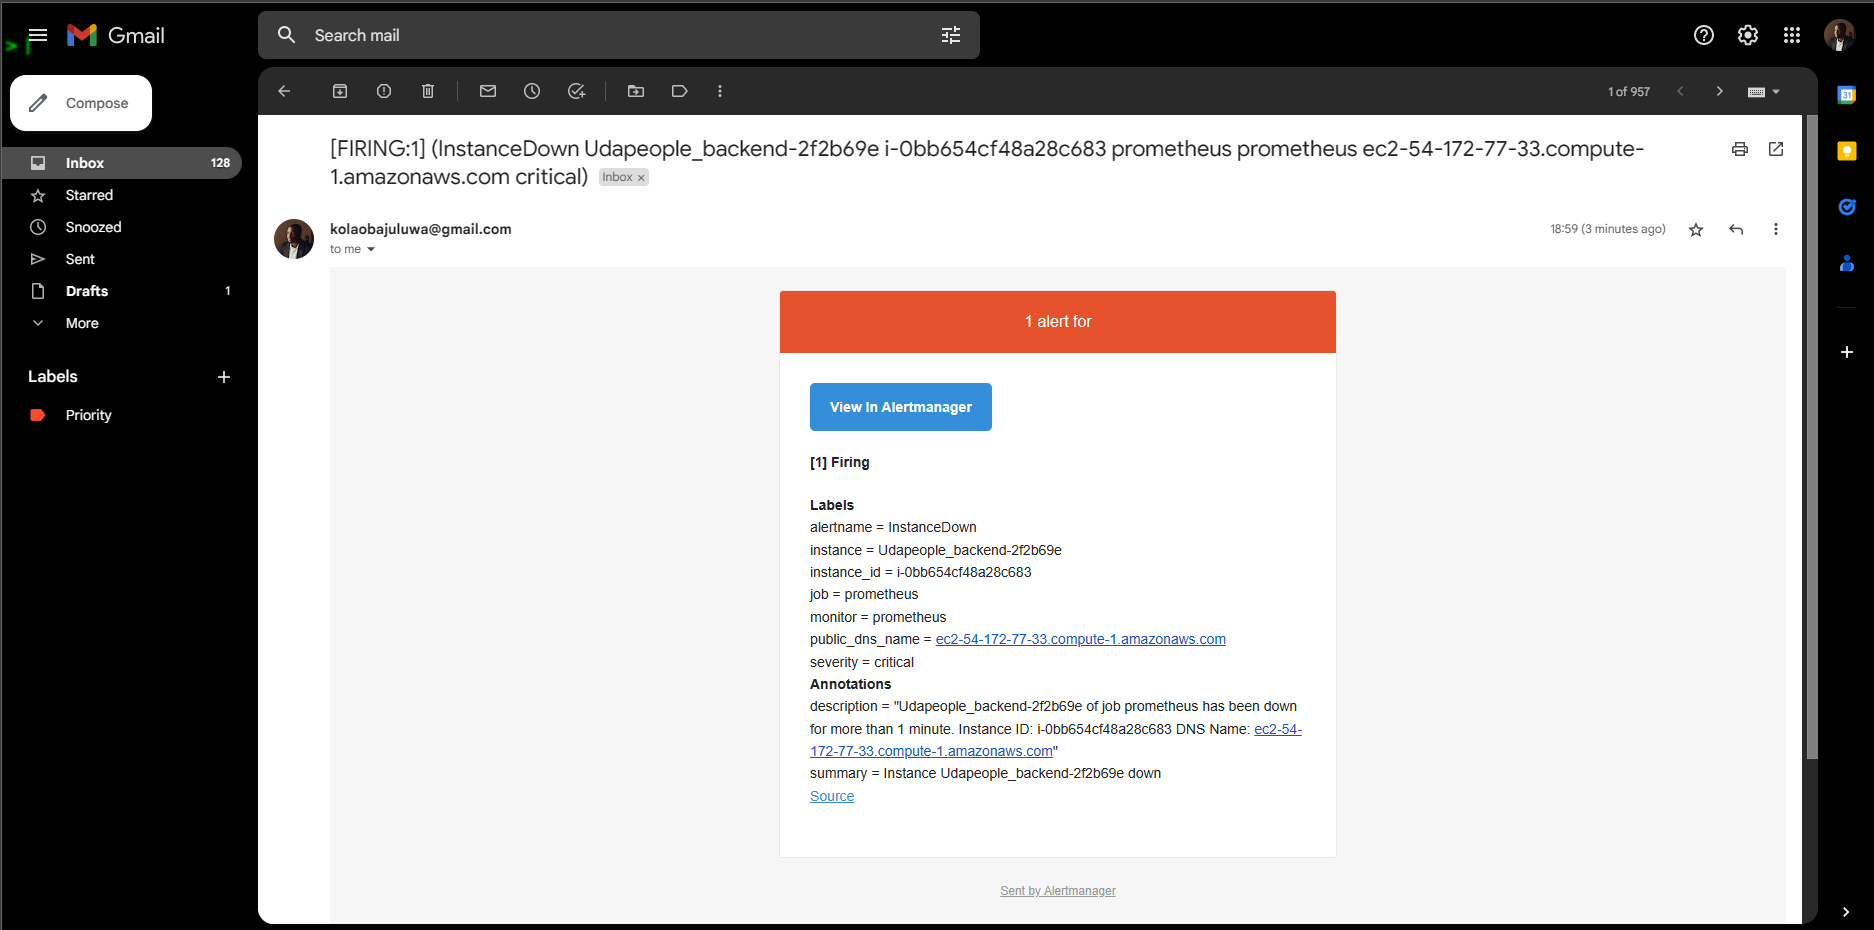 Gmail
Search mail
Compose
1 of 957
Inbox 128
Starred
Snoozed
Sent
Drafts 1
More
Labels
Priority
[FIRING:1] (InstanceDown Udapeople_backend-2f2b69e i-0bb654cf48a28c683 prometheus prometheus ec2-54-172-77-33.compute-
1.amazonaws.com critical) Inbox ×
kolaobajuluwa@gmail.com
18:59 (3 minutes ago)
to me
1 alert for
View In Alertmanager
[1] Firing
Labels
alertname = InstanceDown
instance = Udapeople_backend-2f2b69e
instance_id = i-0bb654cf48a28c683
job = prometheus
monitor = prometheus
public_dns_name = ec2-54-172-77-33.compute-1.amazonaws.com
severity = critical
Annotations
description = "Udapeople_backend-2f2b69e of job prometheus has been down
for more than 1 minute. Instance ID: i-0bb654cf48a28c683 DNS Name: ec2-54-
172-77-33.compute-1.amazonaws.com"
summary = Instance Udapeople_backend-2f2b69e down
Source
Sent by Alertmanager
31